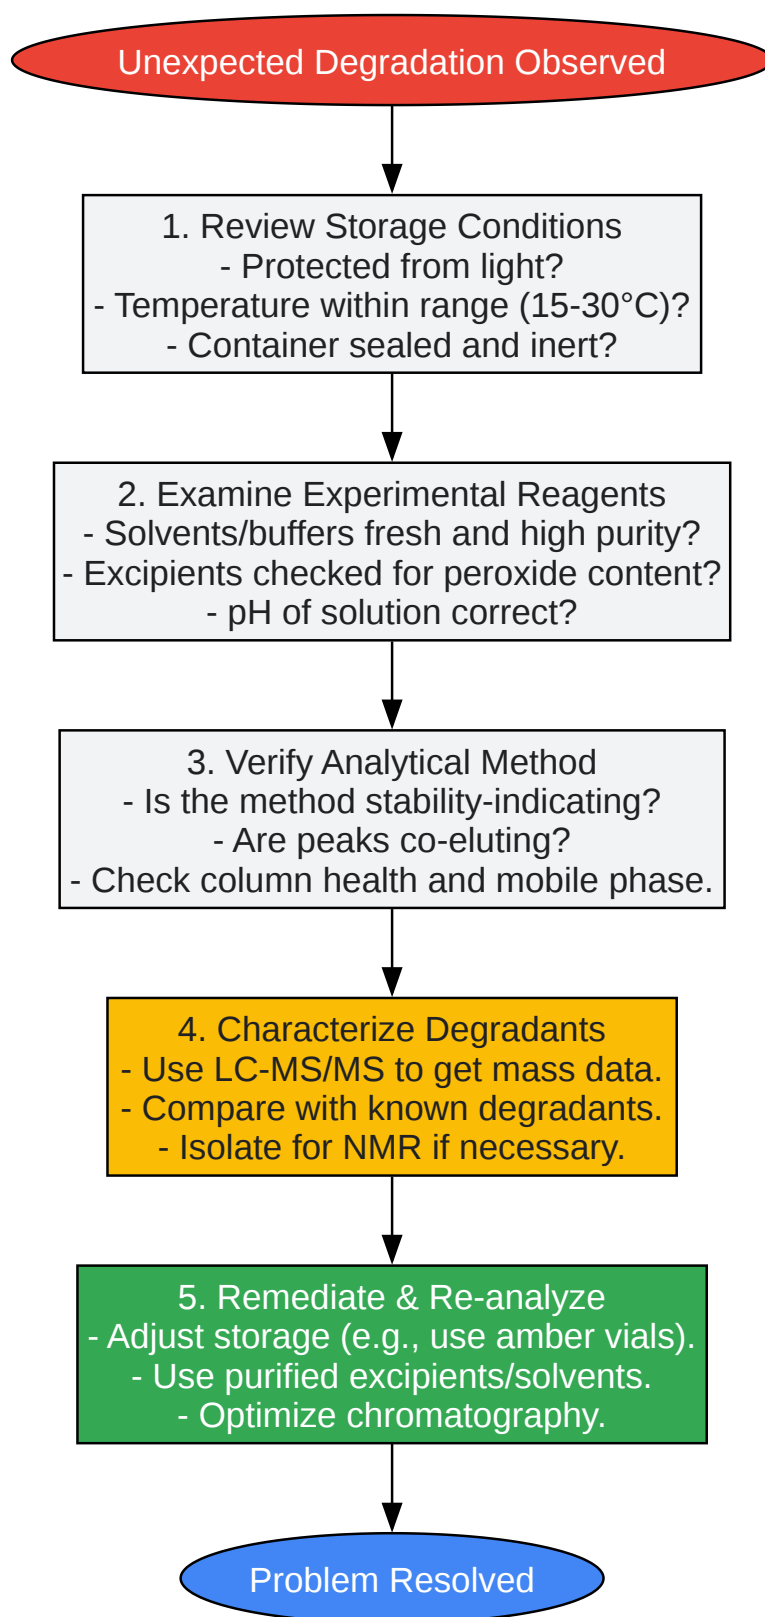 Unexpected Degradation Observed
1. Review Storage Conditions
- Protected from light?
- Temperature within range (15-30°C)?
- Container sealed and inert?
2. Examine Experimental Reagents
- Solvents/buffers fresh and high purity?
- Excipients checked for peroxide content?
- pH of solution correct?
3. Verify Analytical Method
- Is the method stability-indicating?
- Are peaks co-eluting?
- Check column health and mobile phase.
4. Characterize Degradants
- Use LC-MS/MS to get mass data.
- Compare with known degradants.
- Isolate for NMR if necessary.
5. Remediate & Re-analyze
- Adjust storage (e.g., use amber vials).
- Use purified excipients/solvents.
- Optimize chromatography.
Problem Resolved